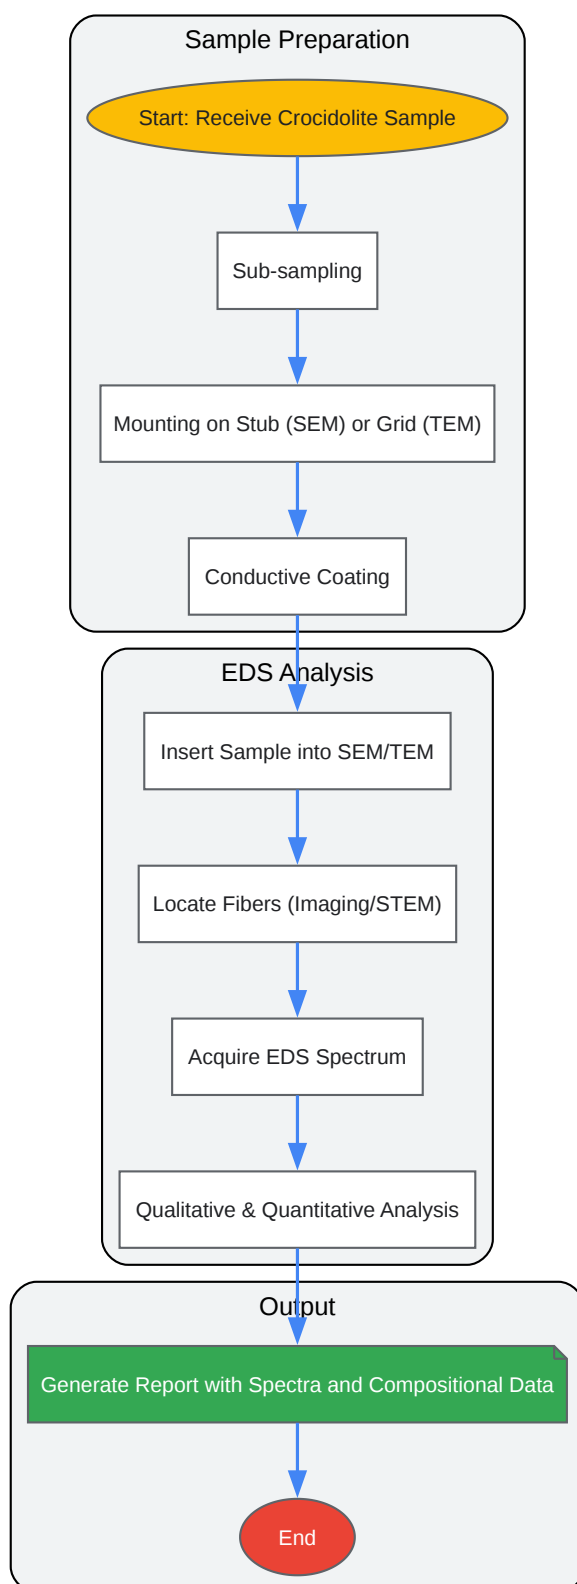 Sample Preparation
Start: Receive Crocidolite Sample
Sub-sampling
Mounting on Stub (SEM) or Grid (TEM)
Conductive Coating
EDS Analysis
Insert Sample into SEM/TEM
Locate Fibers (Imaging/STEM)
Acquire EDS Spectrum
Qualitative & Quantitative Analysis
Output
Generate Report with Spectra and Compositional Data
End